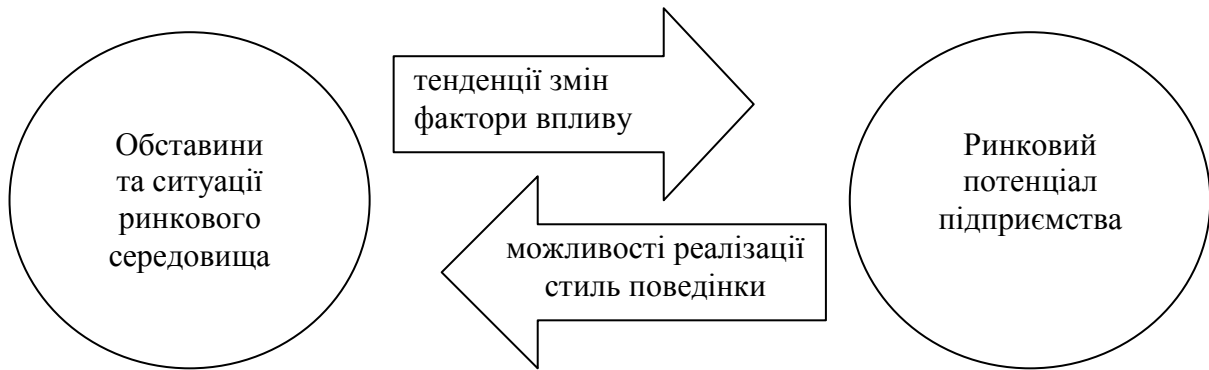 Обставини
та ситуації
ринкового
середовища
тенденції змін
фактори впливу
можливості реалізації
стиль поведінки
Ринковий
потенціал
підприємства